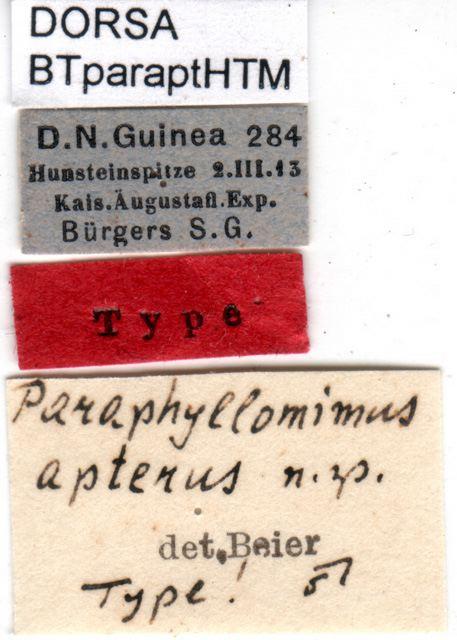 DORSA
BTparaptHTM
D.N.Guinea 284
Hunsteinspitze 2.III.13
Kais.Augustafl.Exp.
Bürgers S.G.
Type
Paraphyllomimus
apterus n.sp.
det.Beier
Type! ♂